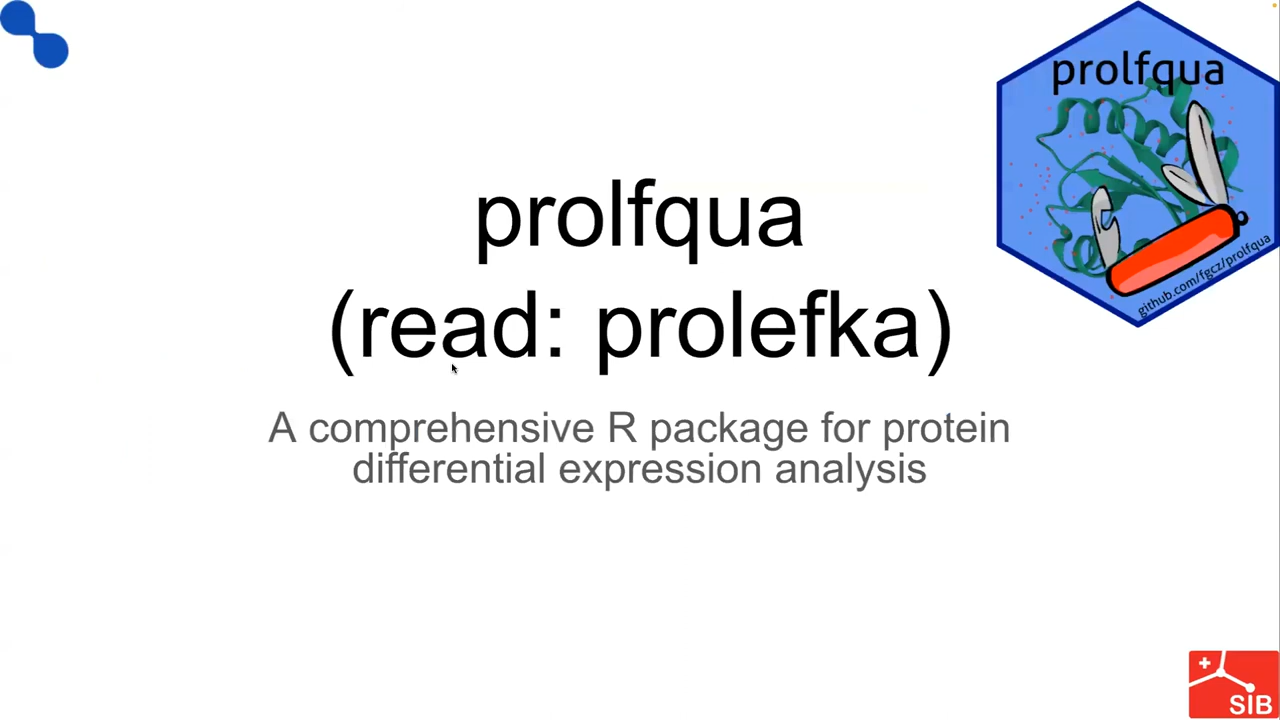 prolfqua
prolfqua
(read: prolefka)
github.com/fgcz/prolfqua
A comprehensive R package for protein
differential expression analysis
SIB